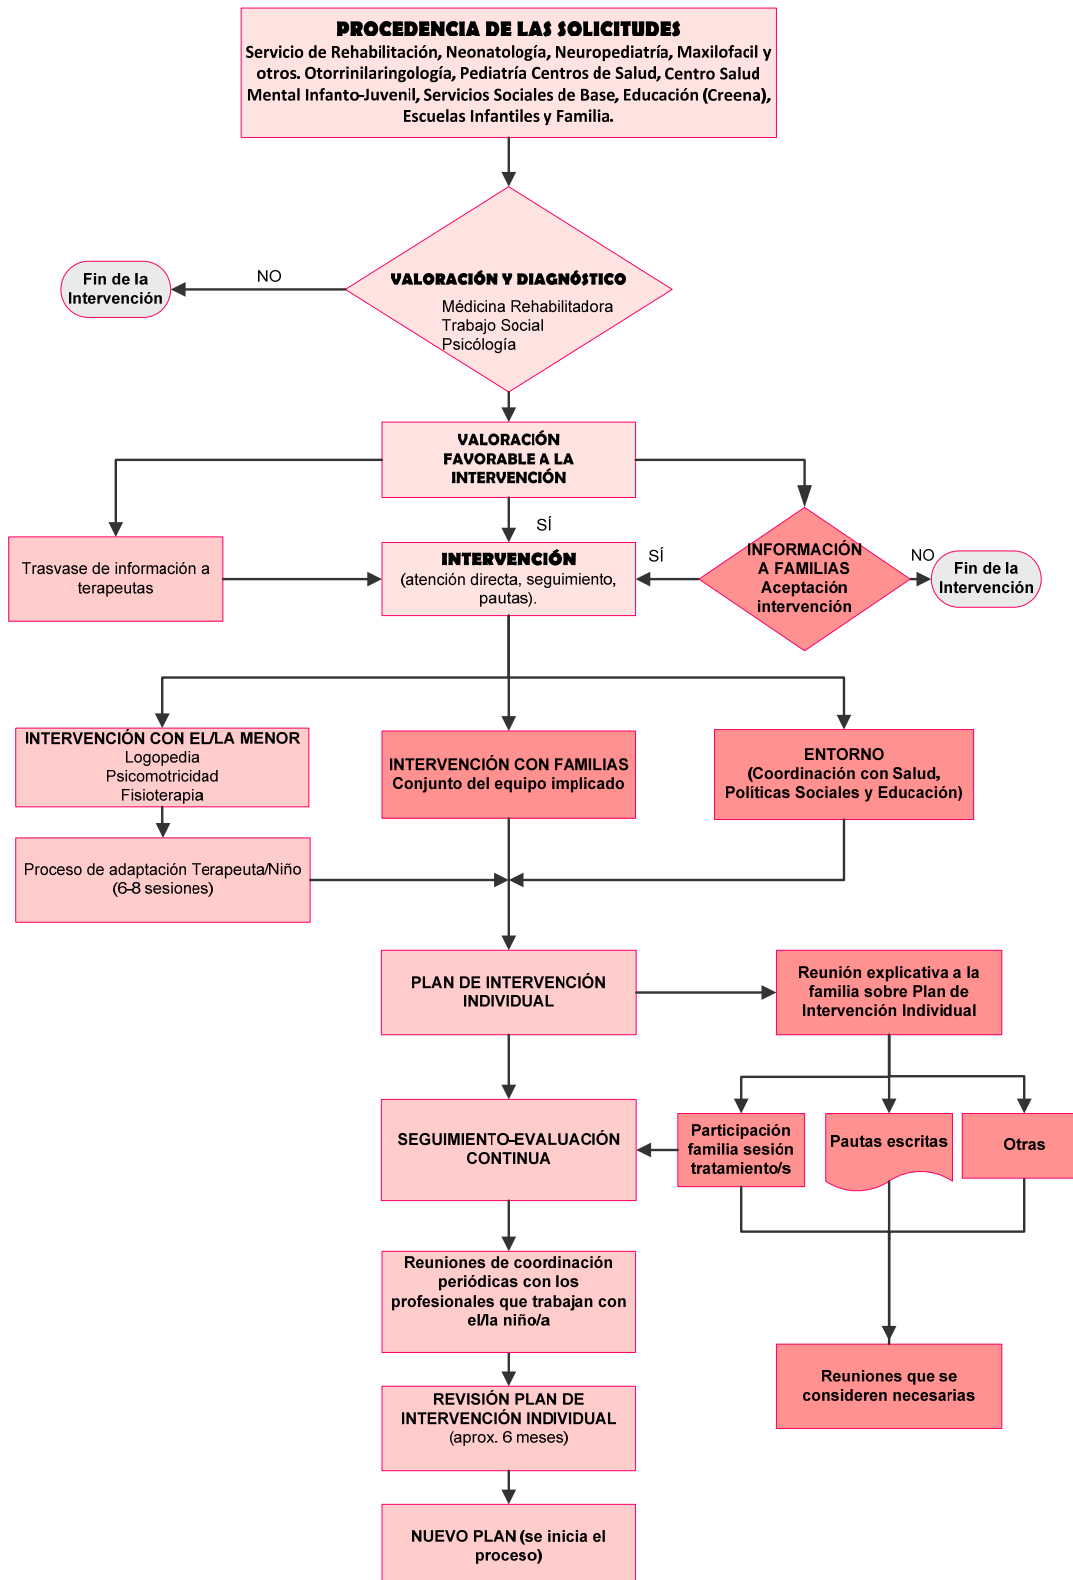 PROCEDENCIA DE LAS SOLICITUDES
Servicio de Rehabilitación, Neonatología, Neuropediatría, Maxilofacil y
otros. Otorrinilaringología, Pediatría Centros de Salud, Centro Salud
Mental Infanto-Juvenil, Servicios Sociales de Base, Educación (Creena),
Escuelas Infantiles y Familia.
Fin de la
Intervención
NO
VALORACIÓN Y DIAGNÓSTICO
Médicina Rehabilitadora
Trabajo Social
Psicólogía
VALORACIÓN
FAVORABLE A LA
INTERVENCIÓN
SÍ
Trasvase de información a
terapeutas
INTERVENCIÓN
(atención directa, seguimiento,
pautas).
SÍ
INFORMACIÓN
A FAMILIAS
Aceptación
intervención
NO
Fin de la
Intervención
INTERVENCIÓN CON EL/LA MENOR
Logopedia
Psicomotricidad
Fisioterapia
INTERVENCIÓN CON FAMILIAS
Conjunto del equipo implicado
ENTORNO
(Coordinación con Salud,
Políticas Sociales y Educación)
Proceso de adaptación Terapeuta/Niño
(6-8 sesiones)
PLAN DE INTERVENCIÓN
INDIVIDUAL
Reunión explicativa a la
familia sobre Plan de
Intervención Individual
SEGUIMIENTO-EVALUACIÓN
CONTINUA
Participación
familia sesión
tratamiento/s
Pautas escritas
Otras
Reuniones de coordinación
periódicas con los
profesionales que trabajan con
el/la niño/a
Reuniones que se
consideren necesarias
REVISIÓN PLAN DE
INTERVENCIÓN INDIVIDUAL
(aprox. 6 meses)
NUEVO PLAN (se inicia el
proceso)